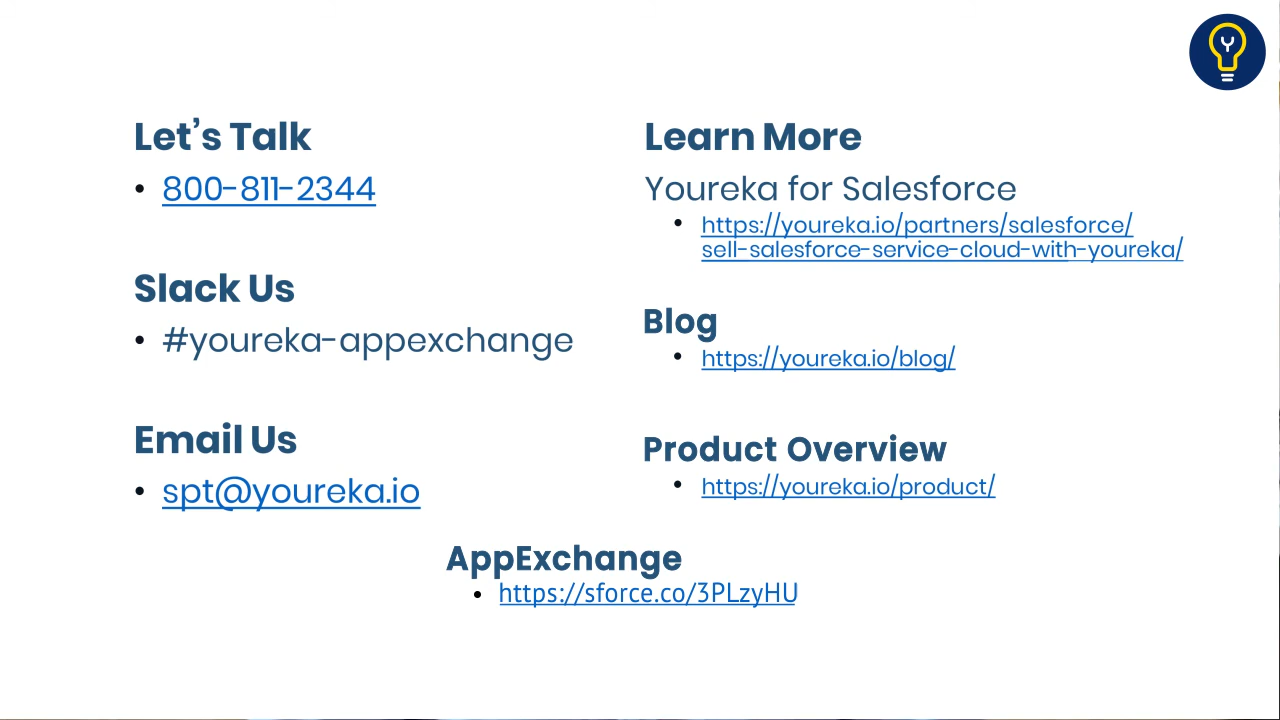 Let’s Talk
• 800-811-2344
Slack Us
• #youreka-appexchange
Email Us
• spt@youreka.io
Learn More
Youreka for Salesforce
• https://youreka.io/partners/salesforce/
sell-salesforce-service-cloud-with-youreka/
Blog
• https://youreka.io/blog/
Product Overview
• https://youreka.io/product/
AppExchange
• https://sforce.co/3PLzyHU